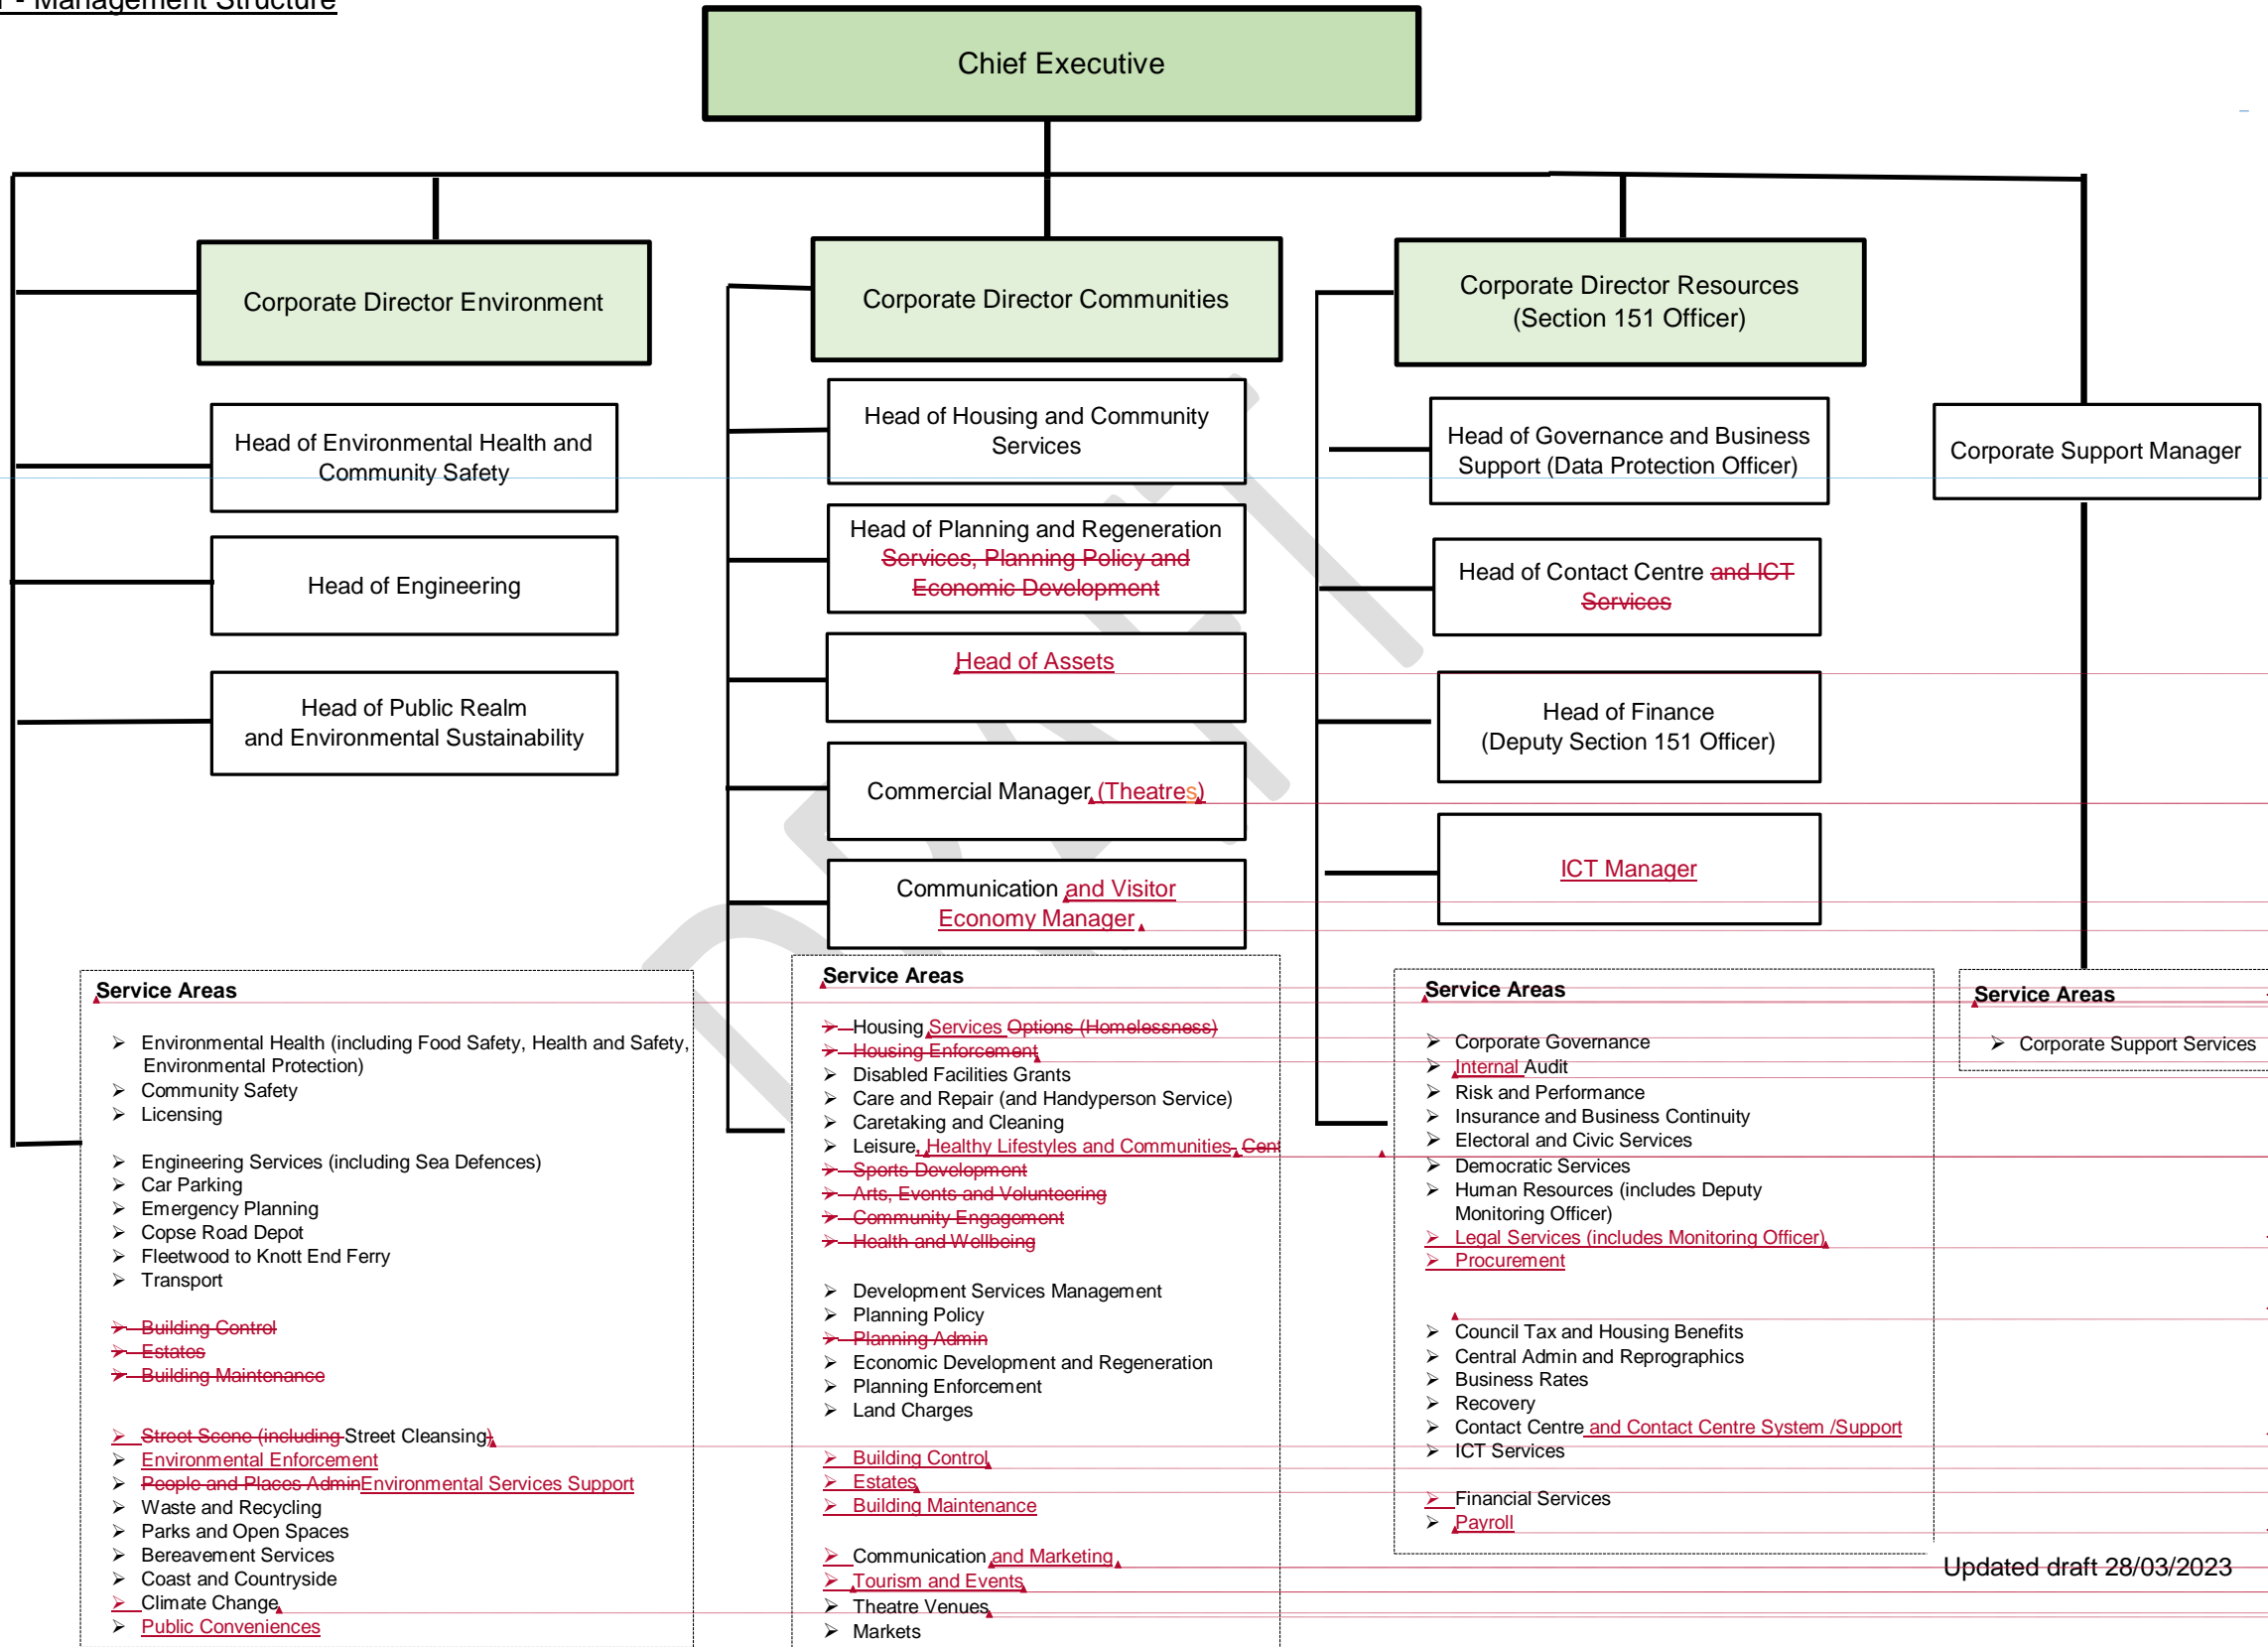 - Management Structure
Chief Executive
Corporate Director Environment
Corporate Director Communities
Corporate Director Resources
(Section 151 Officer)
Head of Environmental Health and
Community Safety
Head of Engineering
Head of Public Realm
and Environmental Sustainability
Head of Housing and Community
Services
Head of Planning and Regeneration
Services, Planning Policy and
Economic Development
Head of Assets
Commercial Manager (Theatres)
Communication and Visitor
Economy Manager
Head of Governance and Business
Support (Data Protection Officer)
Head of Contact Centre and ICT
Services
Head of Finance
(Deputy Section 151 Officer)
ICT Manager
Corporate Support Manager
DRAFT
Service Areas
➢ Environmental Health (including Food Safety, Health and Safety,
Environmental Protection)
➢ Community Safety
➢ Licensing
➢ Engineering Services (including Sea Defences)
➢ Car Parking
➢ Emergency Planning
➢ Copse Road Depot
➢ Fleetwood to Knott End Ferry
➢ Transport
➢ Building Control
➢ Estates
➢ Building Maintenance
➢ Street Scene (including Street Cleansing)
➢ Environmental Enforcement
➢ People and Places AdminEnvironmental Services Support
➢ Waste and Recycling
➢ Parks and Open Spaces
➢ Bereavement Services
➢ Coast and Countryside
➢ Climate Change
➢ Public Conveniences
Service Areas
➢ Housing Services Options (Homelessness)
➢ Housing Enforcement
➢ Disabled Facilities Grants
➢ Care and Repair (and Handyperson Service)
➢ Caretaking and Cleaning
➢ Leisure, Healthy Lifestyles and Communities, Cent
➢ Sports Development
➢ Arts, Events and Volunteering
➢ Community Engagement
➢ Health and Wellbeing
➢ Development Services Management
➢ Planning Policy
➢ Planning Admin
➢ Economic Development and Regeneration
➢ Planning Enforcement
➢ Land Charges
➢ Building Control
➢ Estates
➢ Building Maintenance
➢ Communication and Marketing
➢ Tourism and Events
➢ Theatre Venues
➢ Markets
Service Areas
➢ Corporate Governance
➢ Internal Audit
➢ Risk and Performance
➢ Insurance and Business Continuity
➢ Electoral and Civic Services
➢ Democratic Services
➢ Human Resources (includes Deputy
Monitoring Officer)
➢ Legal Services (includes Monitoring Officer)
➢ Procurement
➢ Council Tax and Housing Benefits
➢ Central Admin and Reprographics
➢ Business Rates
➢ Recovery
➢ Contact Centre and Contact Centre System /Support
➢ ICT Services
➢ Financial Services
➢ Payroll
Service Areas
➢ Corporate Support Services
Updated draft 28/03/2023